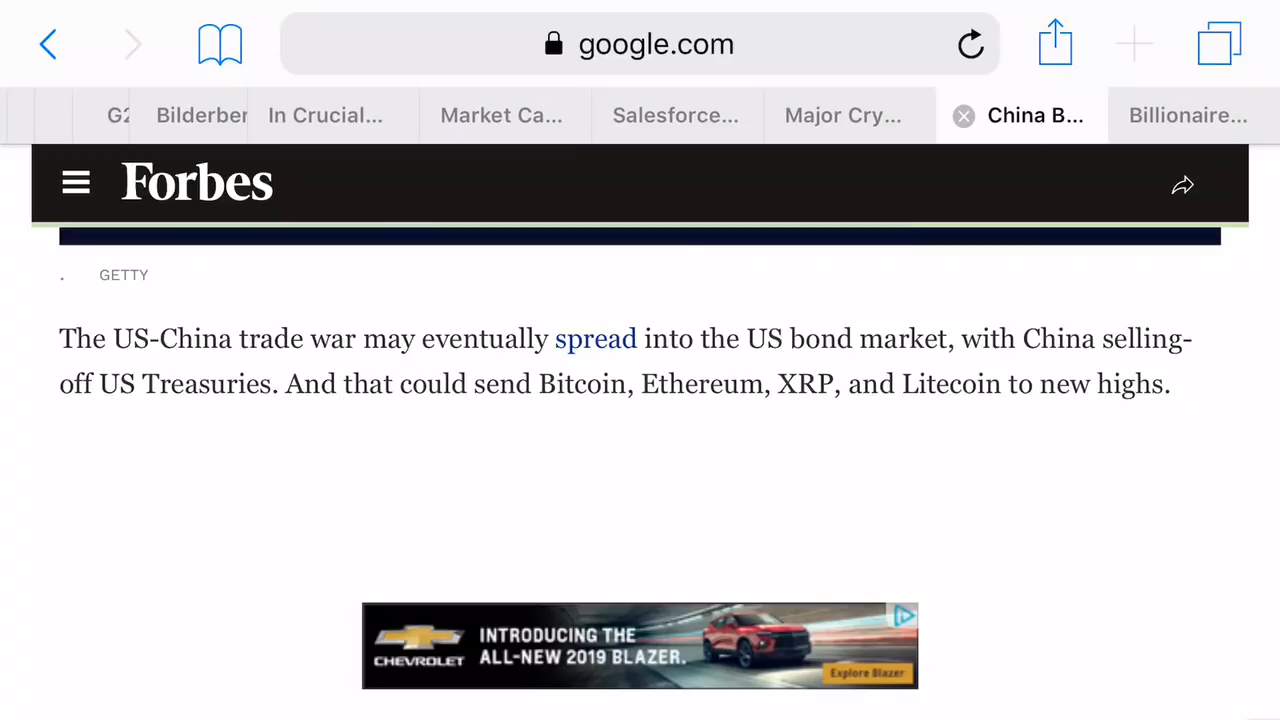 google.com
G2
Bilderber
In Crucial...
Market Ca...
Salesforce...
Major Cry...
China B...
Billionaire...
Forbes
. GETTY
The US-China trade war may eventually spread into the US bond market, with China selling-
off US Treasuries. And that could send Bitcoin, Ethereum, XRP, and Litecoin to new highs.
CHEVROLET
INTRODUCING THE
ALL-NEW 2019 BLAZER.
Explore Blazer